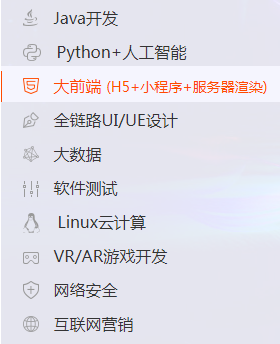 Java开发
Python+人工智能
大前端 (H5+小程序+服务器渲染)
全链路UI/UE设计
大数据
软件测试
Linux云计算
VR/AR游戏开发
网络安全
互联网营销